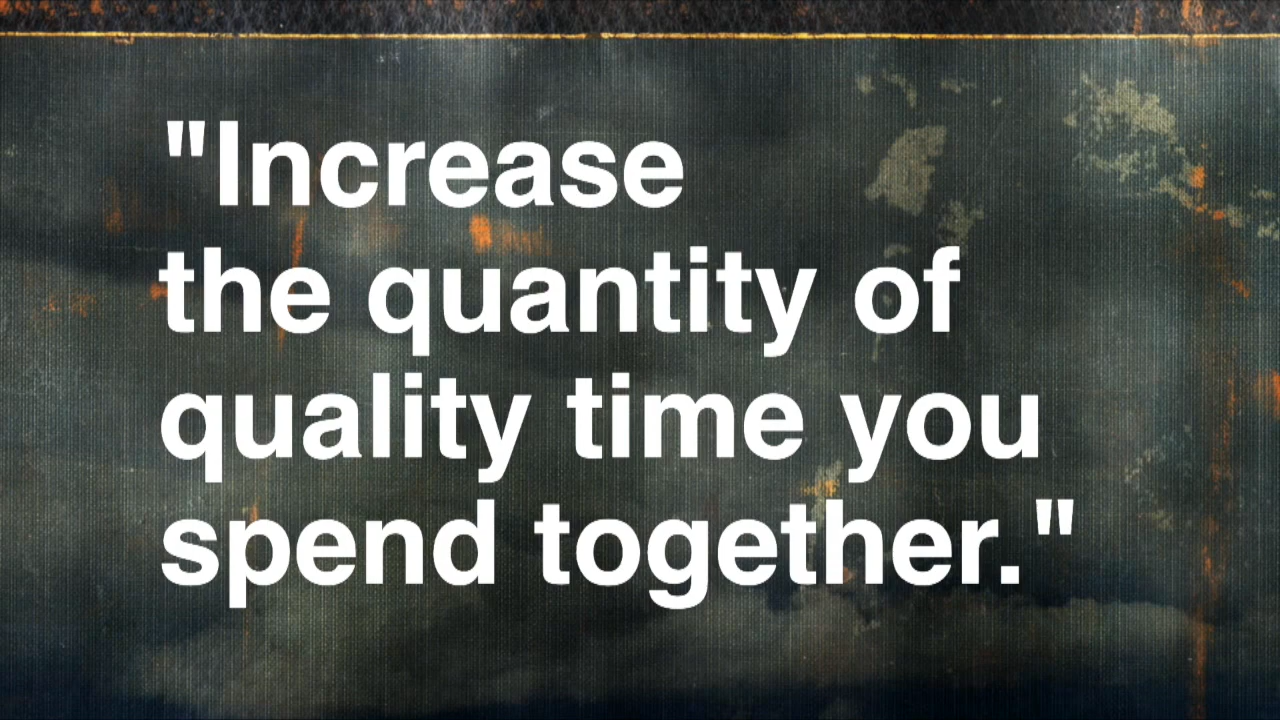 "Increase
the quantity of
quality time you
spend together."